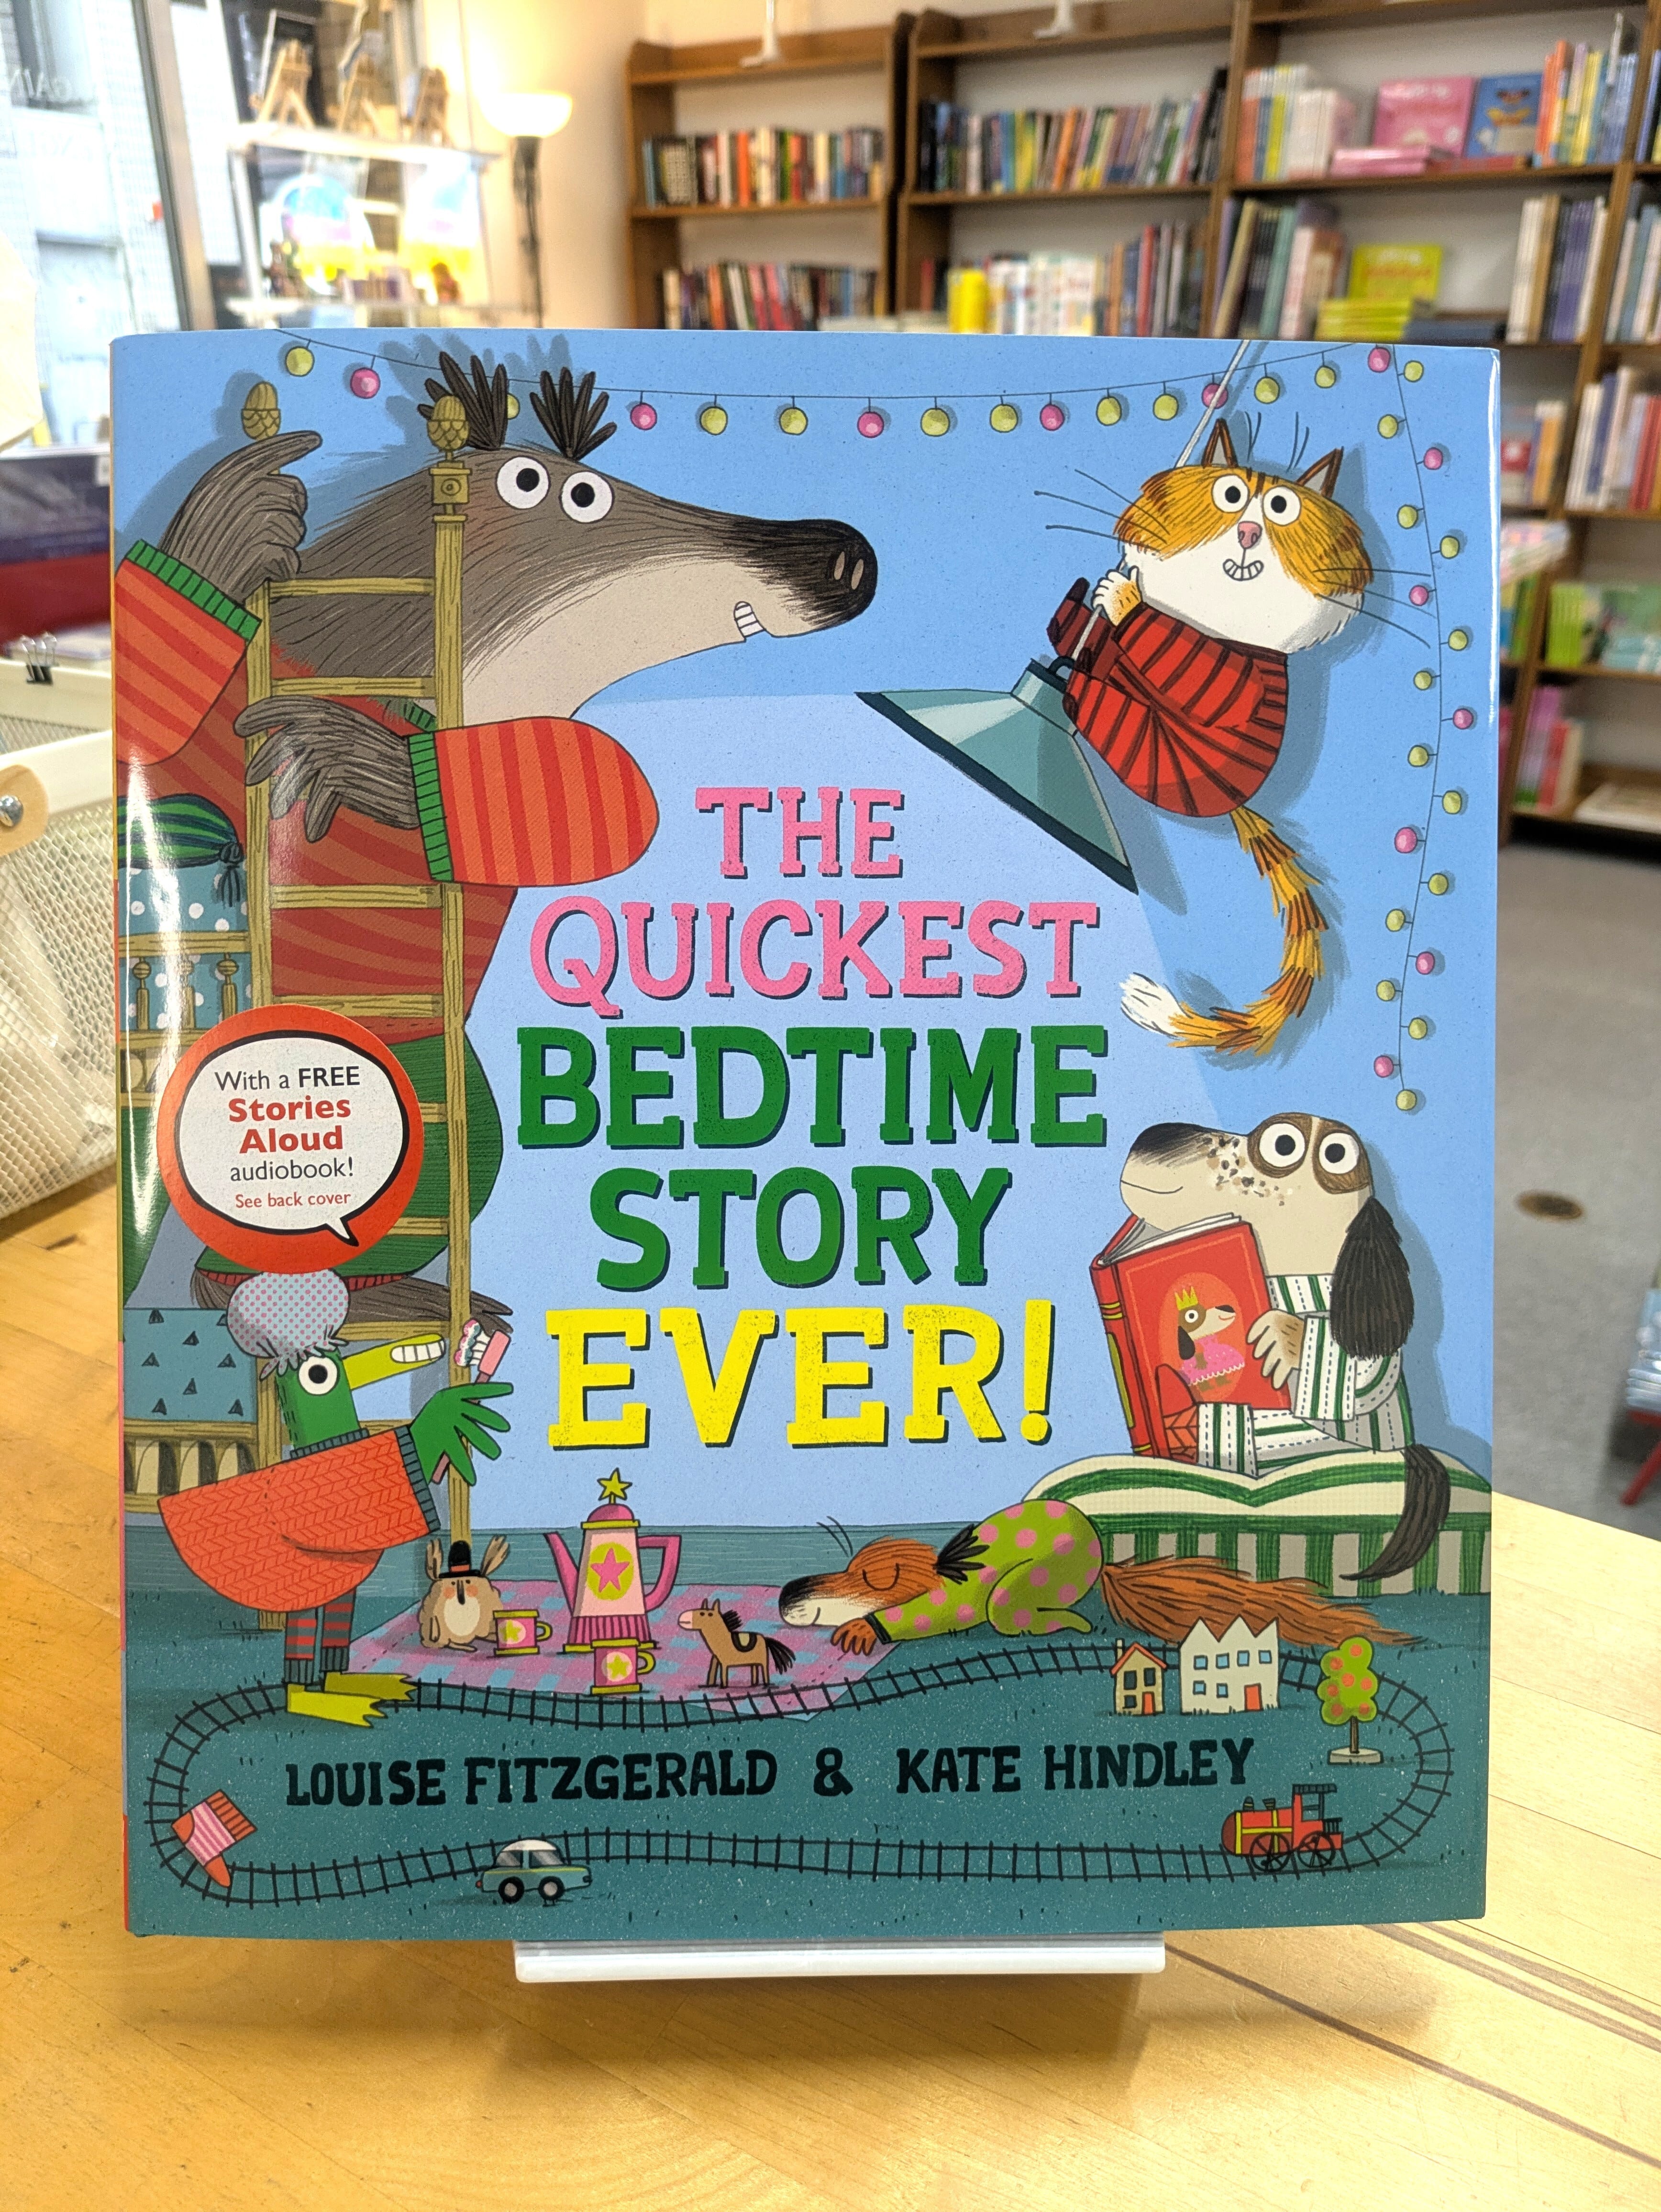 THE
QUICKEST
BEDTIME
STORY
EVER!
With a FREE
Stories
Aloud
audiobook!
See back cover
LOUISE FITZGERALD & KATE HINDLEY